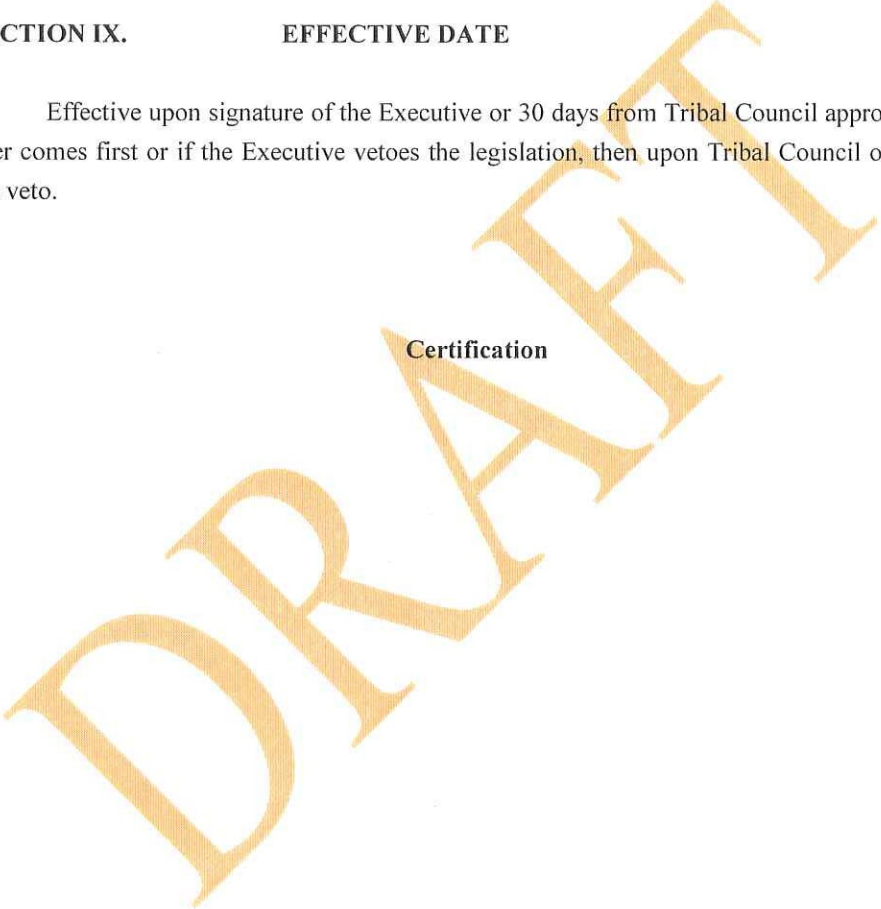 CTION IX. EFFECTIVE DATE
Effective upon signature of the Executive or 30 days from Tribal Council appro
er comes first or if the Executive vetoes the legislation, then upon Tribal Council o
veto.
Certification
DRAFT